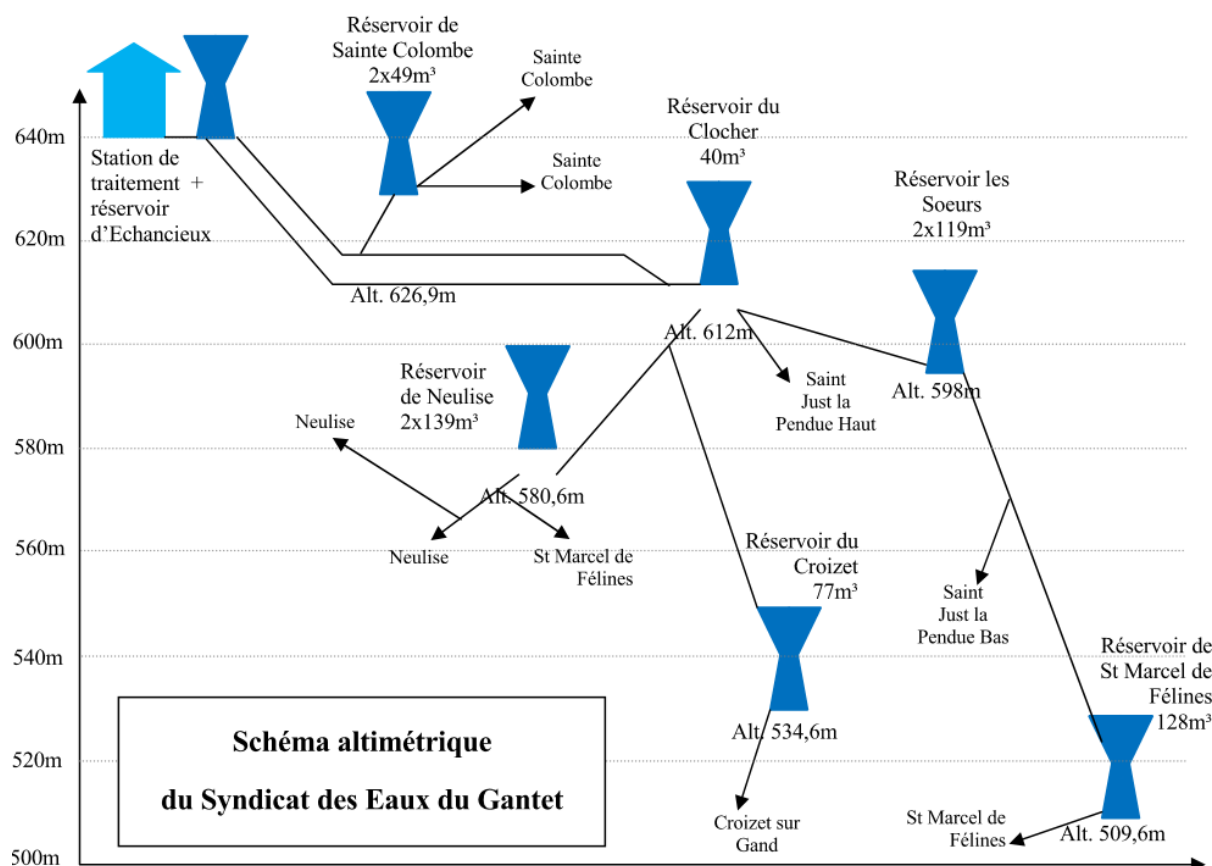 Réservoir de
Sainte Colombe
2x49m³
Sainte
Colombe
Sainte
Colombe
Réservoir du
Clocher
40m³
Réservoir les
Soeurs
2x119m³
640m
620m
600m
580m
560m
540m
520m
500m
Station de
traitement +
réservoir
d'Echancieux
Alt. 626,9m
Alt. 612m
Alt. 598m
Saint
Just la
Pendue Haut
Réservoir
de Neulise
2x139m³
Neulise
Alt. 580,6m
Neulise
St Marcel de
Félines
Réservoir du
Croizet
77m³
Saint
Just la
Pendue Bas
Réservoir de
St Marcel de
Félines
128m³
Alt. 534,6m
Croizet sur
Gand
St Marcel de
Félines
Alt. 509,6m
Schéma altimétrique
du Syndicat des Eaux du Gantet